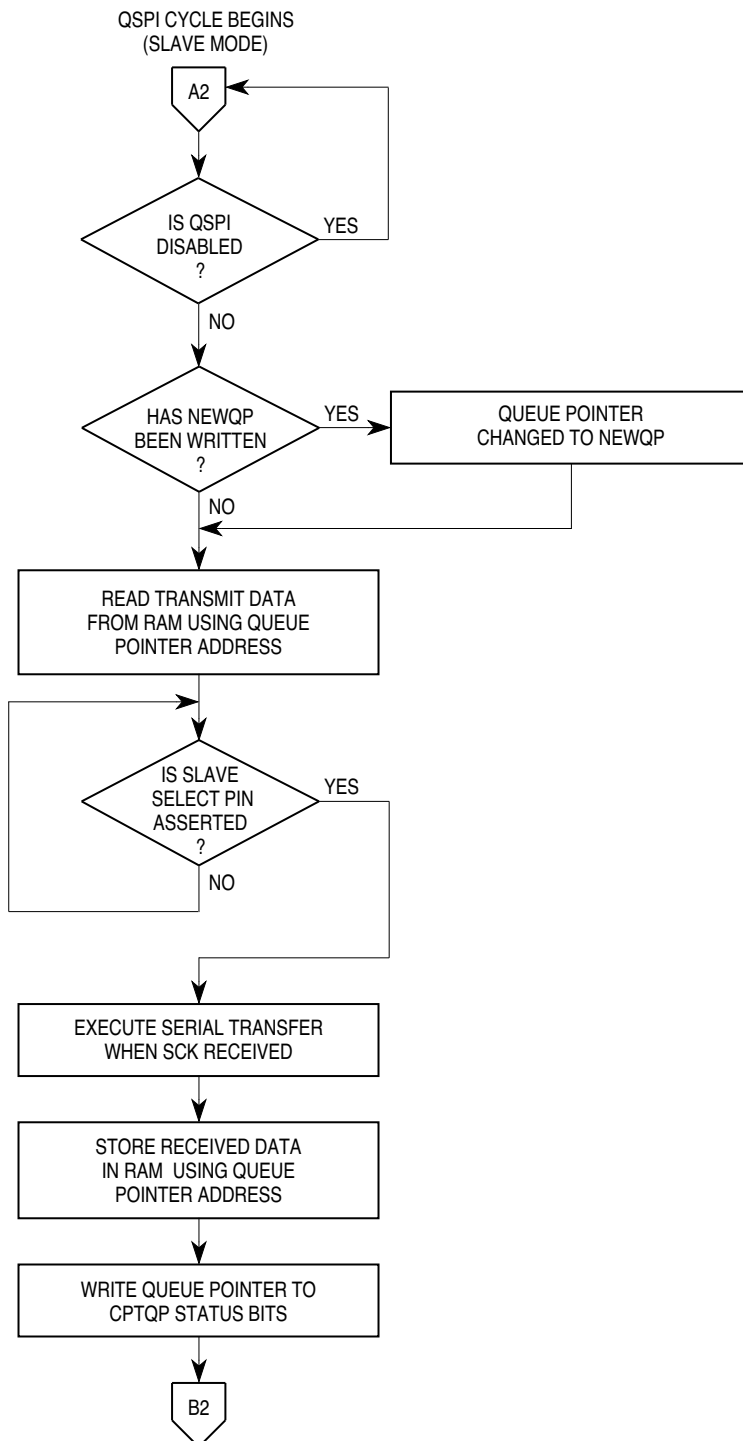 QSPI CYCLE BEGINS
(SLAVE MODE)
A2
IS QSPI
DISABLED
?
YES
NO
HAS NEWQP
BEEN WRITTEN
?
YES
QUEUE POINTER
CHANGED TO NEWQP
NO
READ TRANSMIT DATA
FROM RAM USING QUEUE
POINTER ADDRESS
IS SLAVE
SELECT PIN
ASSERTED
?
YES
NO
EXECUTE SERIAL TRANSFER
WHEN SCK RECEIVED
STORE RECEIVED DATA
IN RAM  USING QUEUE
POINTER ADDRESS
WRITE QUEUE POINTER TO
CPTQP STATUS BITS
B2